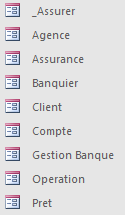 _Assurer
Agence
Assurance
Banquier
Client
Compte
Gestion Banque
Operation
Pret